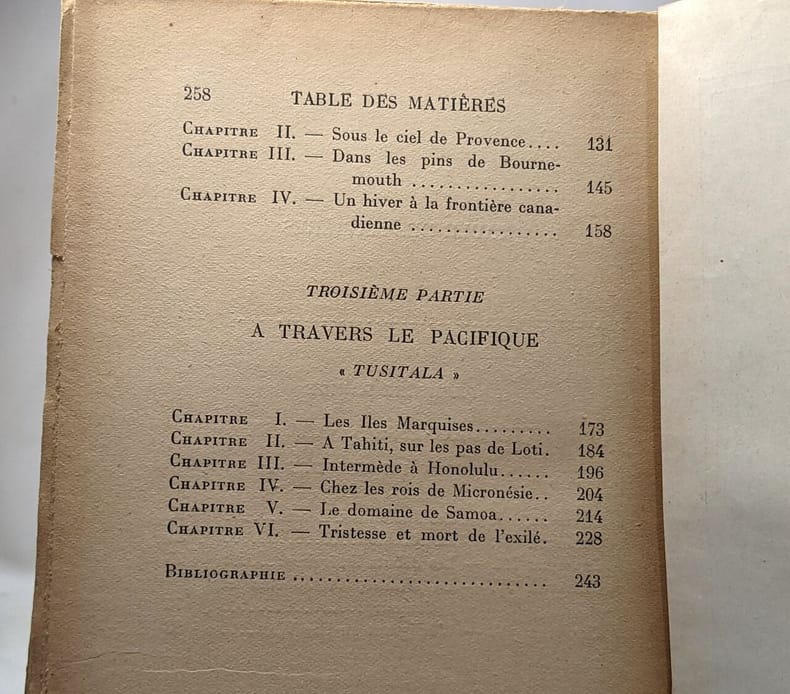 258 TABLE DES MATIÈRES
CHAPITRE II. — Sous le ciel de Provence.... 131
CHAPITRE III. — Dans les pins de Bourne-
mouth ................. 145
CHAPITRE IV. — Un hiver à la frontière cana-
dienne ................. 158
TROISIÈME PARTIE
A TRAVERS LE PACIFIQUE
« TUSITALA »
CHAPITRE I. — Les Iles Marquises......... 173
CHAPITRE II. — A Tahiti, sur les pas de Loti. 184
CHAPITRE III. — Intermède à Honolulu...... 196
CHAPITRE IV. — Chez les rois de Micronésie.. 204
CHAPITRE V. — Le domaine de Samoa...... 214
CHAPITRE VI. — Tristesse et mort de l'exilé. 228
BIBLIOGRAPHIE .............................. 243